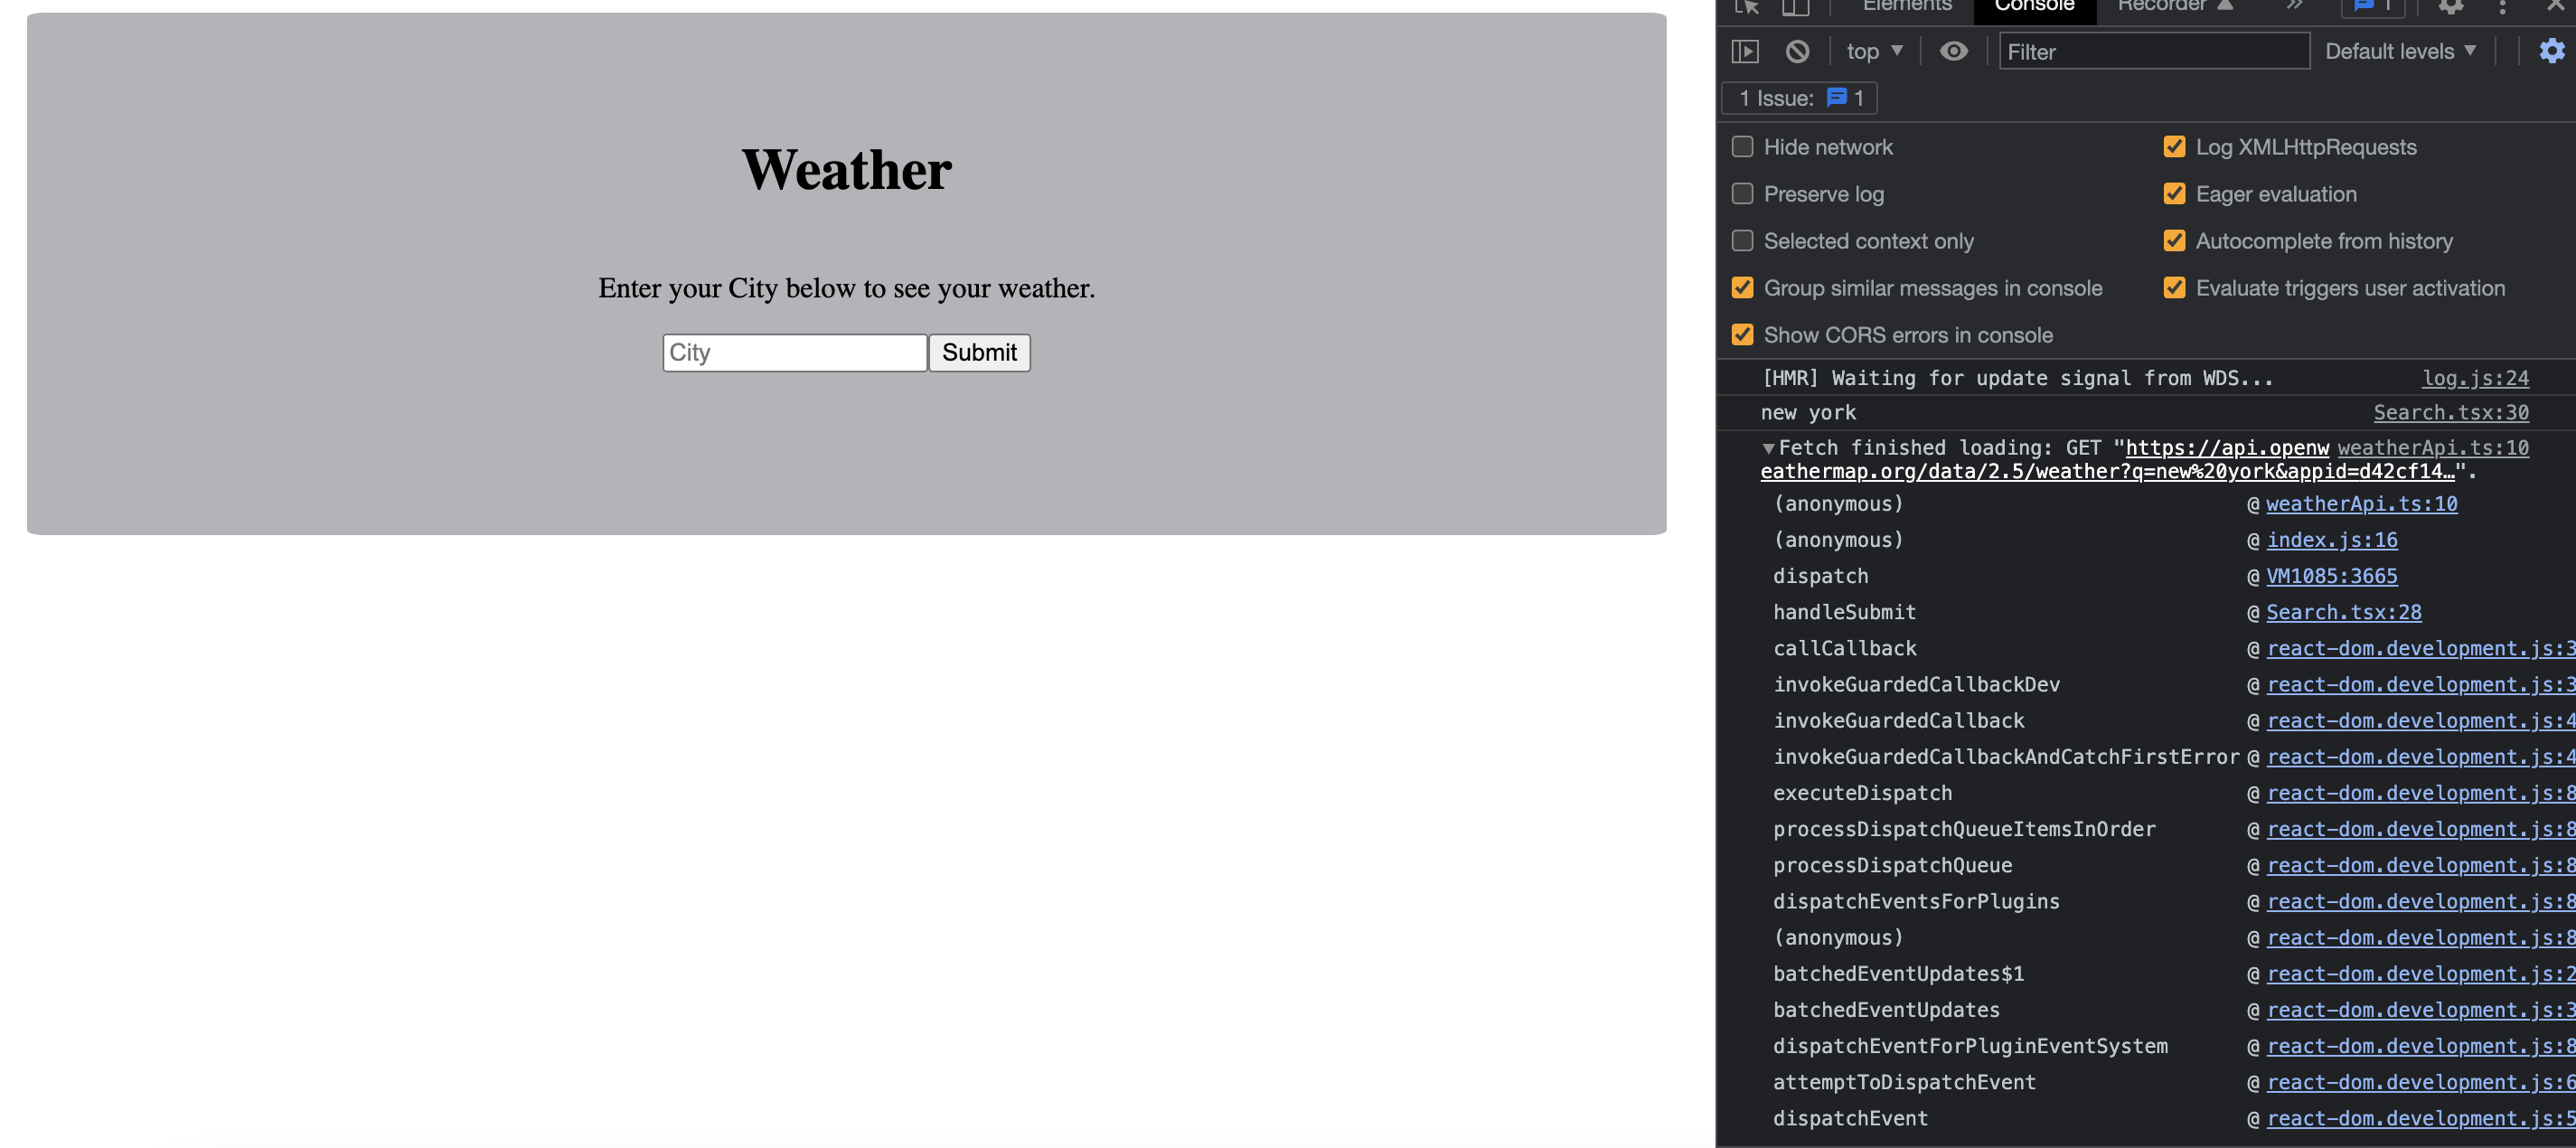 Weather
Enter your City below to see your weather.
City
Submit
Elements
Console
Recorder
»
1
top
Filter
Default levels
1 Issue:
1
Hide network
Log XMLHttpRequests
Preserve log
Eager evaluation
Selected context only
Autocomplete from history
Group similar messages in console
Evaluate triggers user activation
Show CORS errors in console
[HMR] Waiting for update signal from WDS... log.js:24
new york Search.tsx:30
Fetch finished loading: GET "https://api.openw weatherApi.ts:10
eathermap.org/data/2.5/weather?q=new%20york&appid=d42cf14…".
(anonymous) @ weatherApi.ts:10
(anonymous) @ index.js:16
dispatch @ VM1085:3665
handleSubmit @ Search.tsx:28
callCallback @ react-dom.development.js:3
invokeGuardedCallbackDev @ react-dom.development.js:3
invokeGuardedCallback @ react-dom.development.js:4
invokeGuardedCallbackAndCatchFirstError @ react-dom.development.js:4
executeDispatch @ react-dom.development.js:8
processDispatchQueueItemsInOrder @ react-dom.development.js:8
processDispatchQueue @ react-dom.development.js:8
dispatchEventsForPlugins @ react-dom.development.js:8
(anonymous) @ react-dom.development.js:8
batchedEventUpdates$1 @ react-dom.development.js:2
batchedEventUpdates @ react-dom.development.js:3
dispatchEventForPluginEventSystem @ react-dom.development.js:8
attemptToDispatchEvent @ react-dom.development.js:6
dispatchEvent @ react-dom.development.js:5